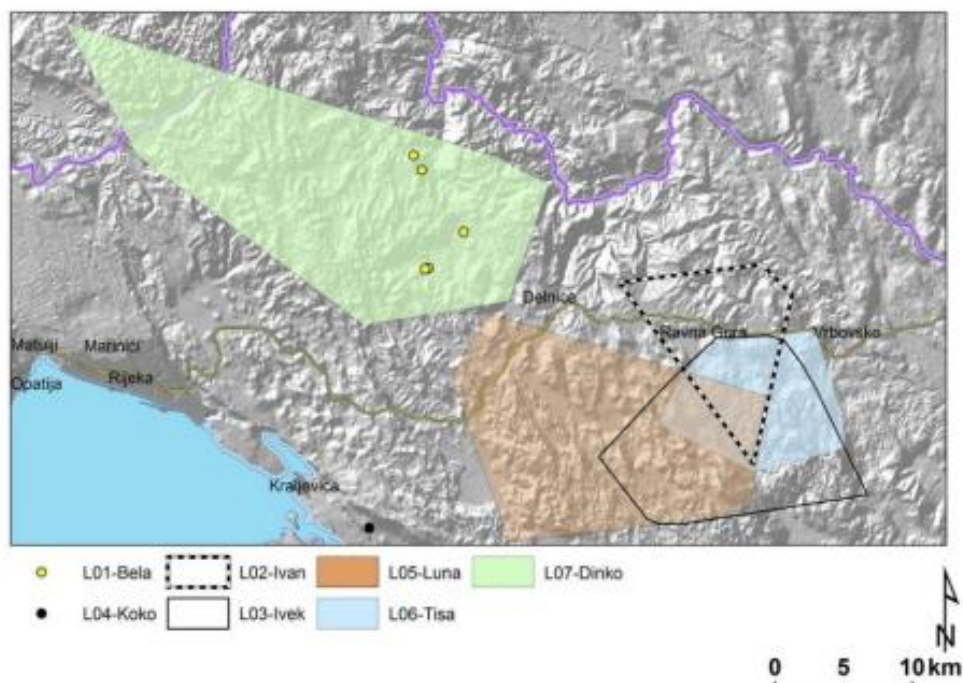 Delnice
Ravna Gora
Vrbovsko
Matulji
Marinići
Rijeka
Opatija
Kraljevica
L01-Bela
L02-Ivan
L05-Luna
L07-Dinko
L04-Koko
L03-Ivek
L06-Tisa
N
0 5 10 km